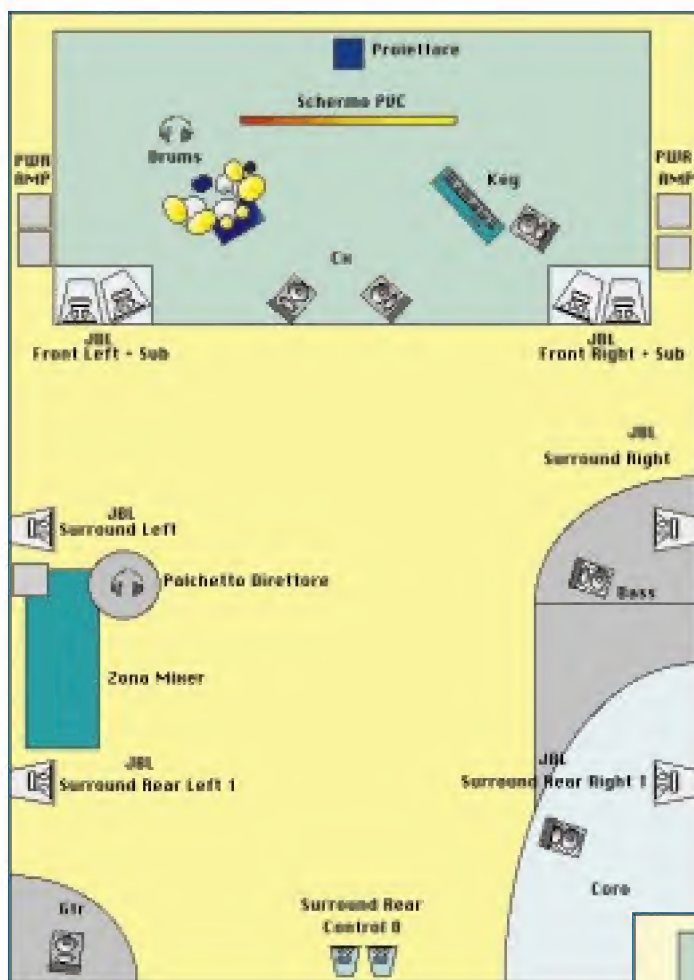 Proiettore
Schermo PVC
Drums
PWR
AMP
PWR
AMP
Key
Cx
JBL
Front Left + Sub
JBL
Front Right + Sub
JBL
Surround Right
JBL
Surround Left
Palchetto Direttore
Bass
Zona Mixer
JBL
Surround Rear Left 1
JBL
Surround Rear Right 1
Coro
Gtr
Surround Rear
Control 8